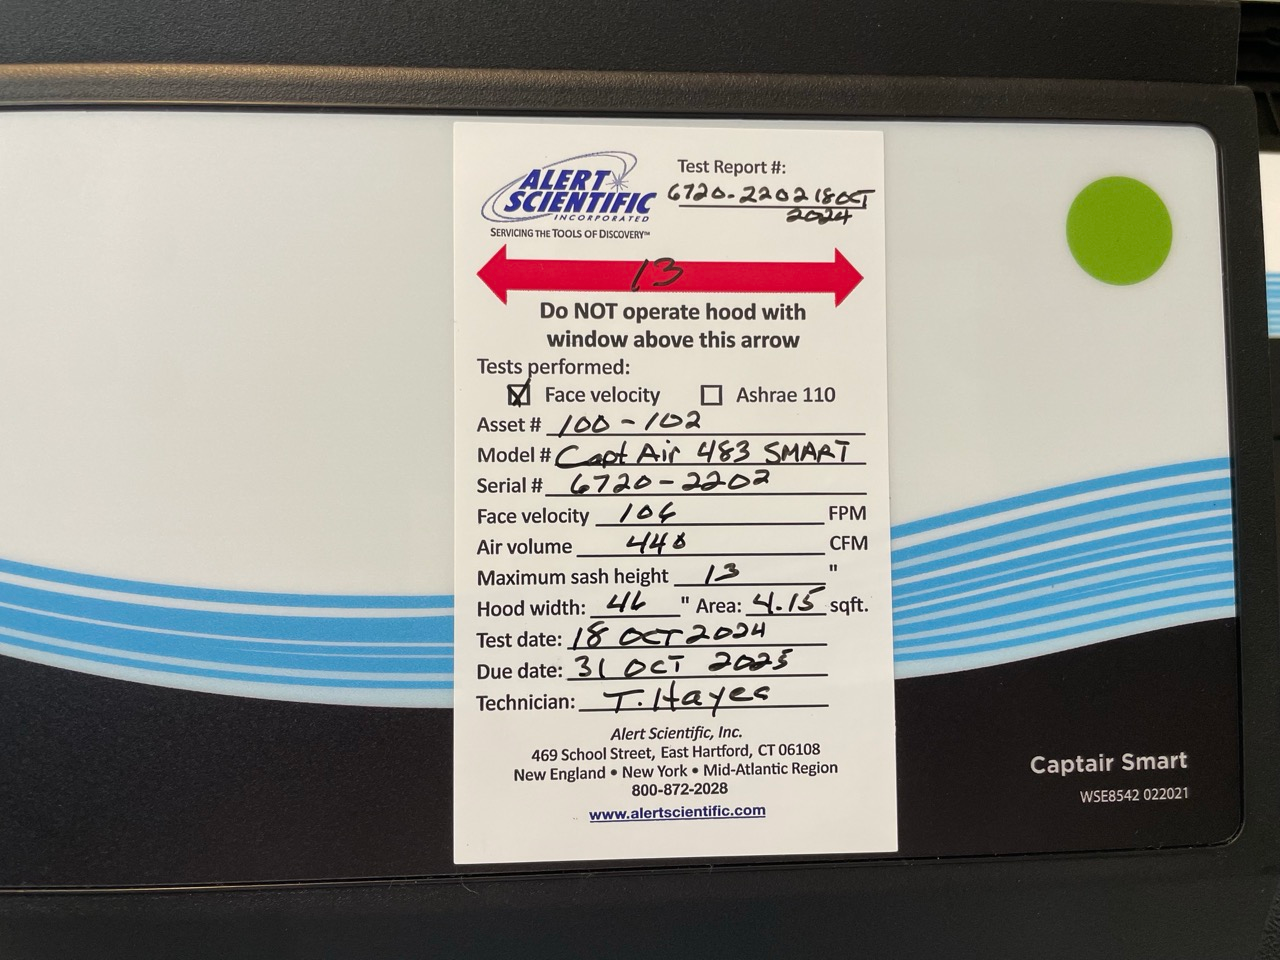 ALERT
SCIENTIFIC
INCORPORATED
SERVICING THE TOOLS OF DISCOVERY™
Test Report #:
6720-2202 18OCT
2024
13
Do NOT operate hood with
window above this arrow
Tests performed:
Face velocity Ashrae 110
Asset # 100-102
Model # Capt Air 483 SMART
Serial # 6720-2202
Face velocity 106 FPM
Air volume 440 CFM
Maximum sash height 13 "
Hood width: 46 " Area: 4.15 sqft.
Test date: 18 OCT 2024
Due date: 31 OCT 2025
Technician: T. Hayes
Alert Scientific, Inc.
469 School Street, East Hartford, CT 06108
New England • New York • Mid-Atlantic Region
800-872-2028
www.alertscientific.com
Captair Smart
WSE8542 022021